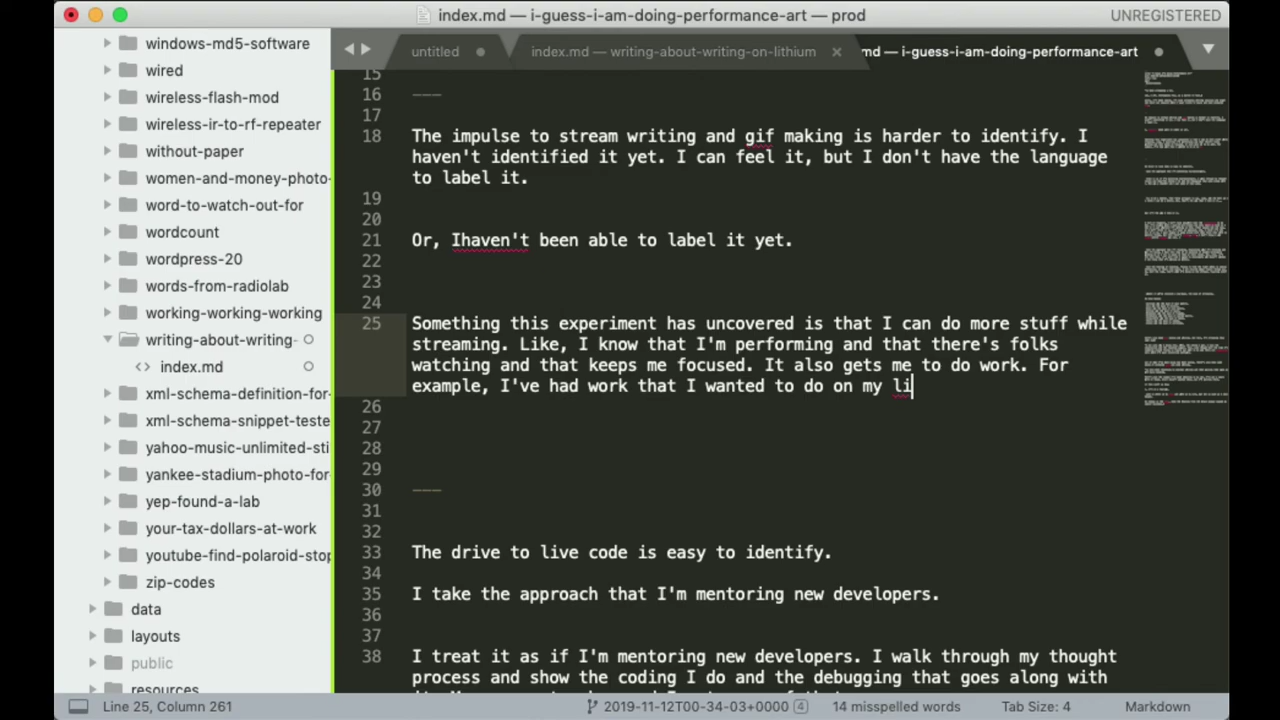 index.md — i-guess-i-am-doing-performance-art — prod
UNREGISTERED
untitled
index.md — writing-about-writing-on-lithium
md — i-guess-i-am-doing-performance-art
windows-md5-software
wired
wireless-flash-mod
wireless-ir-to-rf-repeater
without-paper
women-and-money-photo-
word-to-watch-out-for
wordcount
wordpress-20
words-from-radiolab
working-working-working
writing-about-writing-
index.md
xml-schema-definition-for-
xml-schema-snippet-teste
yahoo-music-unlimited-sti
yankee-stadium-photo-for-
yep-found-a-lab
your-tax-dollars-at-work
youtube-find-polaroid-stop
zip-codes
data
layouts
public
resources
15
16 ---
17
18 The impulse to stream writing and gif making is harder to identify. I
haven't identified it yet. I can feel it, but I don't have the language
to label it.
19
20
21 Or, Ihaven't been able to label it yet.
22
23
24
25 Something this experiment has uncovered is that I can do more stuff while
streaming. Like, I know that I'm performing and that there's folks
watching and that keeps me focused. It also gets me to do work. For
example, I've had work that I wanted to do on my li
26
27
28
29
30 ---
31
32
33 The drive to live code is easy to identify.
34
35 I take the approach that I'm mentoring new developers.
36
37
38 I treat it as if I'm mentoring new developers. I walk through my thought
process and show the coding I do and the debugging that goes along with
Line 25, Column 261
2019-11-12T00-34-03+0000 4
14 misspelled words
Tab Size: 4
Markdown